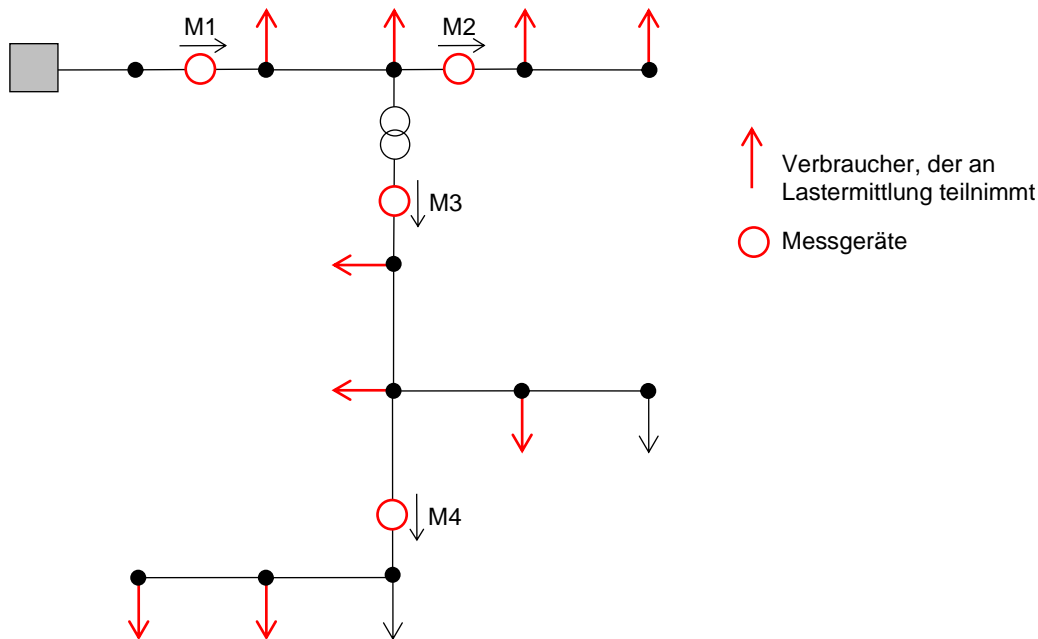 M1
M2
M3
Verbraucher, der an
Lastermittlung teilnimmt
Messgeräte
M4